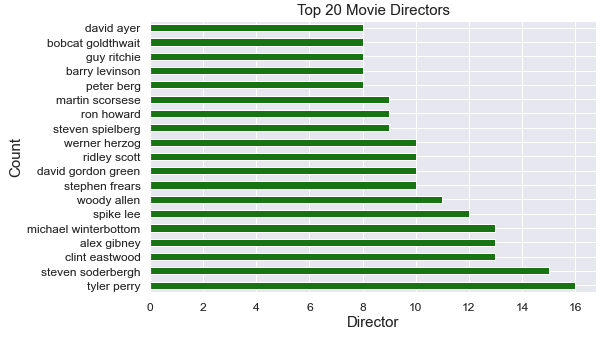 Top 20 Movie Directors
Count
david ayer
bobcat goldthwait
guy ritchie
barry levinson
peter berg
martin scorsese
ron howard
steven spielberg
werner herzog
ridley scott
david gordon green
stephen frears
woody allen
spike lee
michael winterbottom
alex gibney
clint eastwood
steven soderbergh
tyler perry
0 2 4 6 8 10 12 14 16
Director